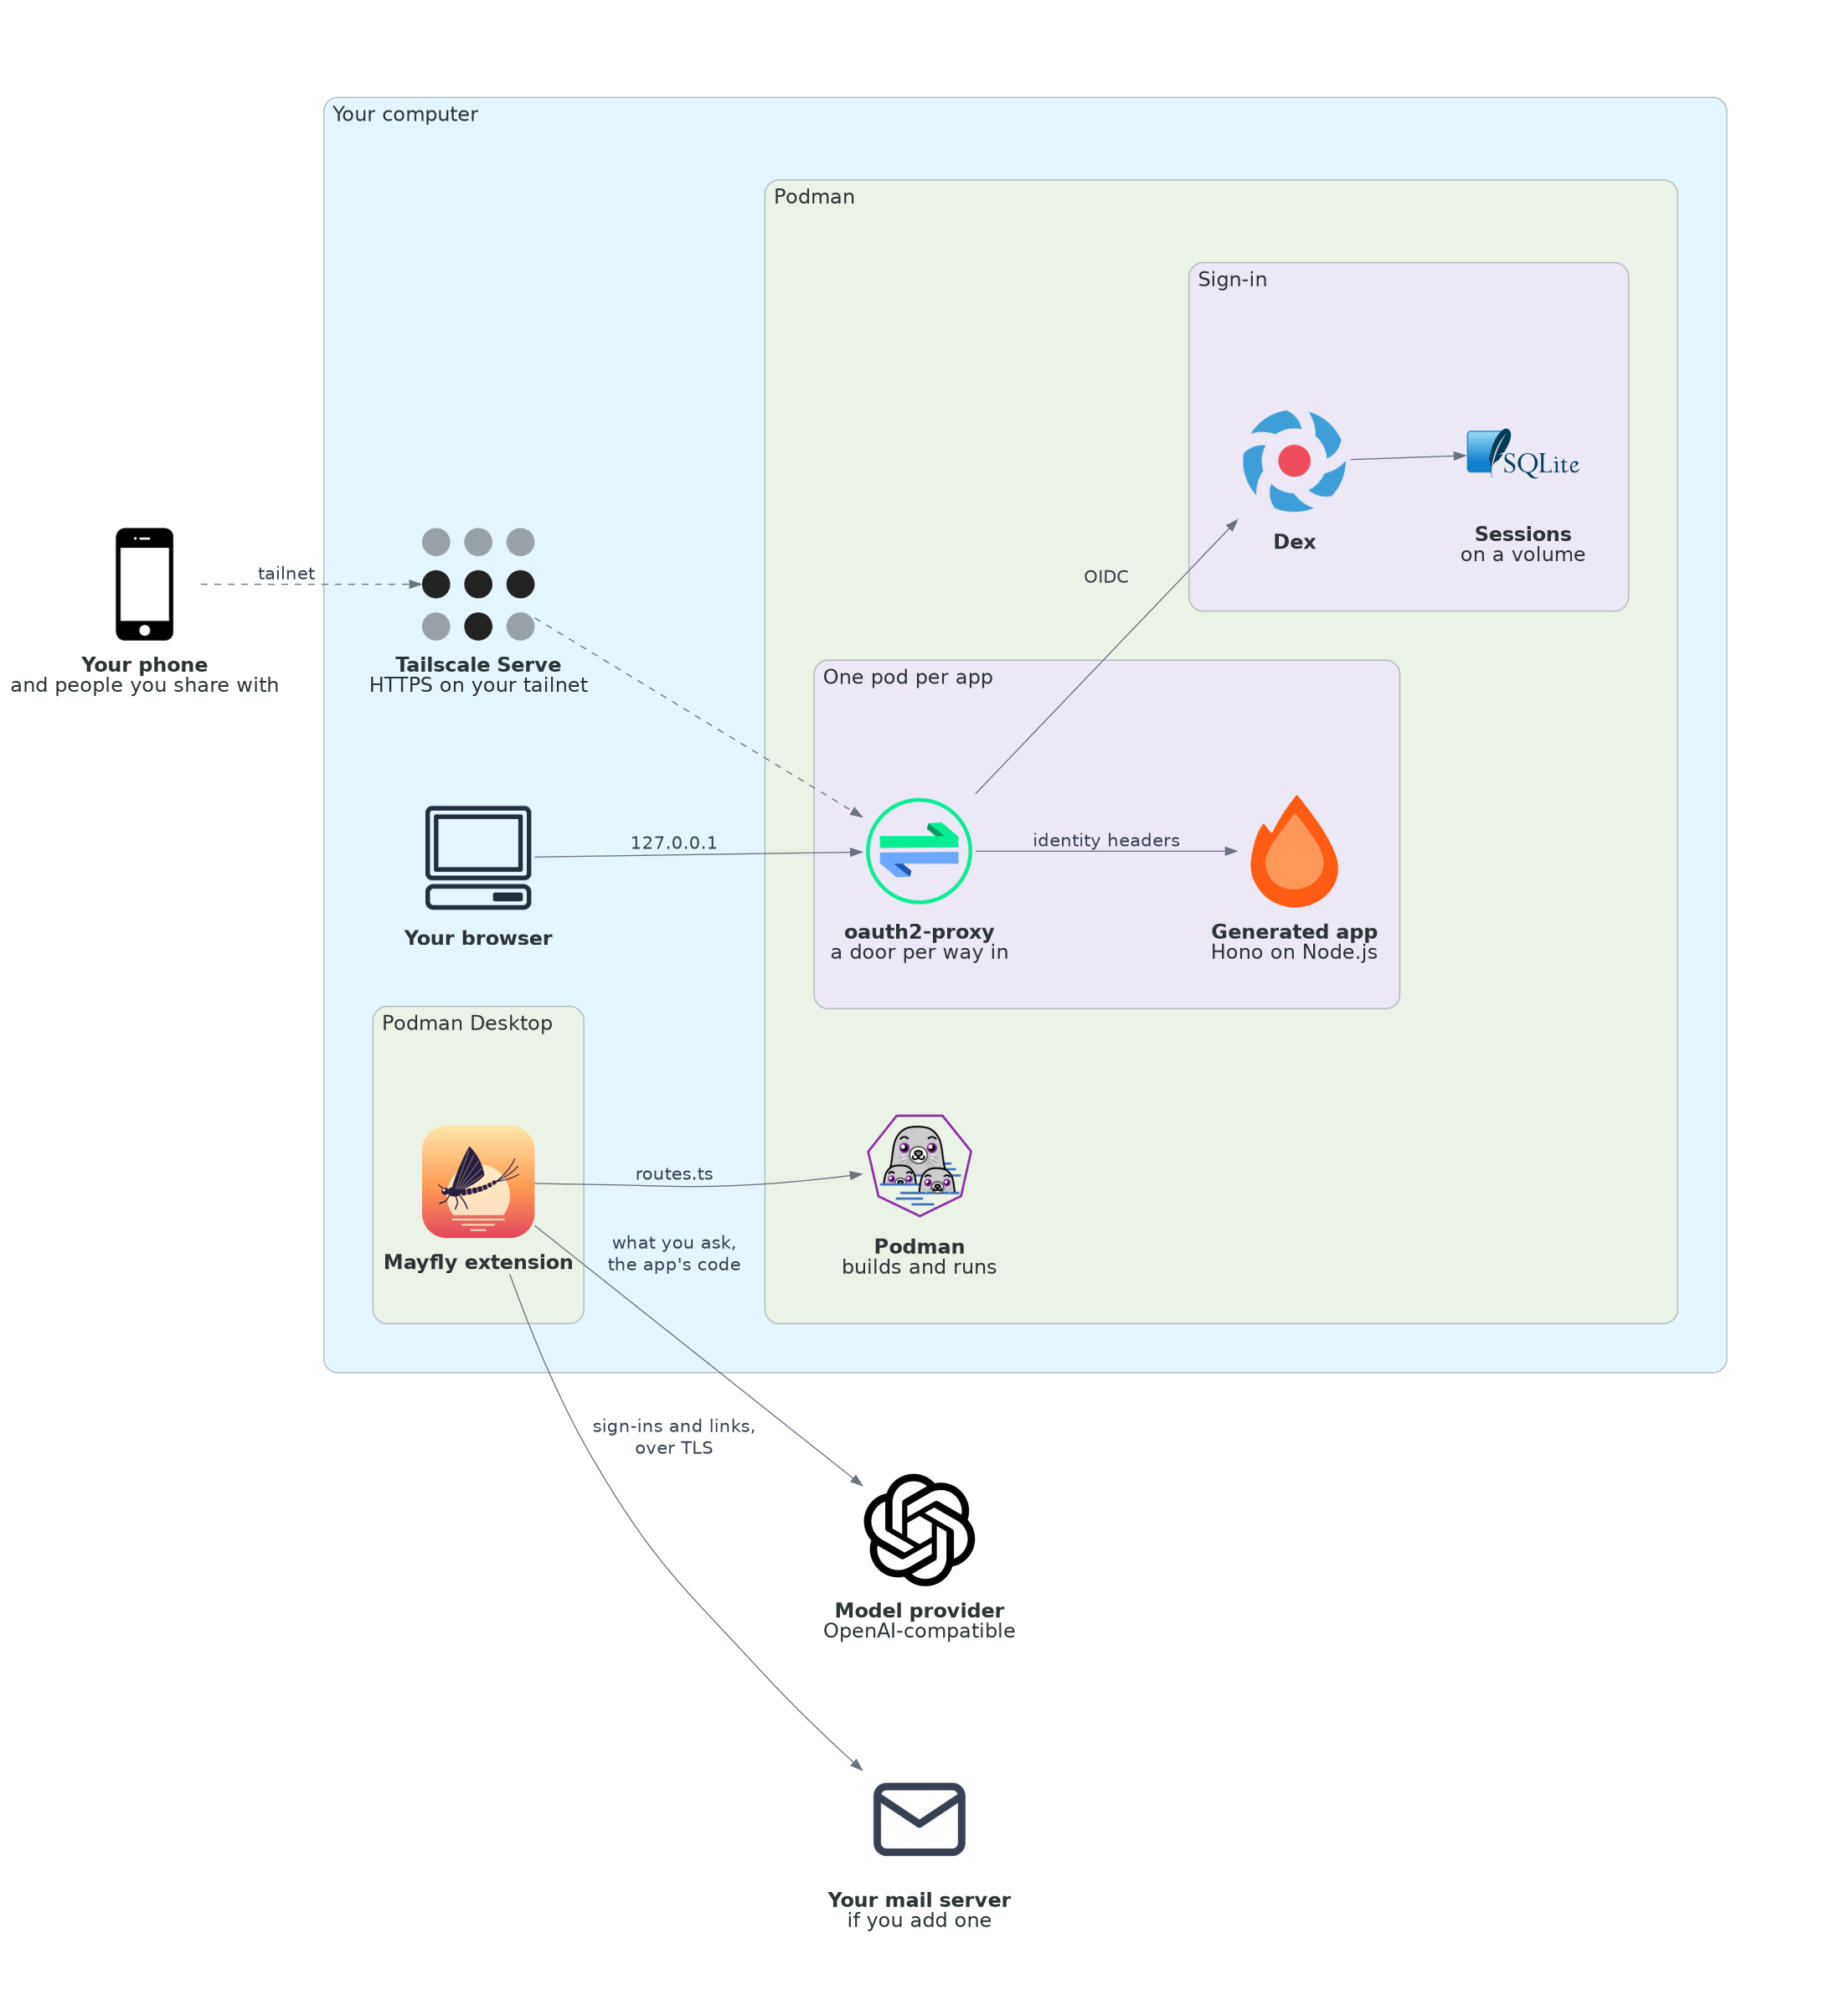 Your computer
Podman
Sign-in
SQLite
Dex
Sessions
on a volume
OIDC
tailnet
Your phone
and people you share with
Tailscale Serve
HTTPS on your tailnet
One pod per app
127.0.0.1
identity headers
Your browser
oauth2-proxy
a door per way in
Generated app
Hono on Node.js
Podman Desktop
routes.ts
Mayfly extension
what you ask,
the app's code
Podman
builds and runs
sign-ins and links,
over TLS
Model provider
OpenAI-compatible
Your mail server
if you add one